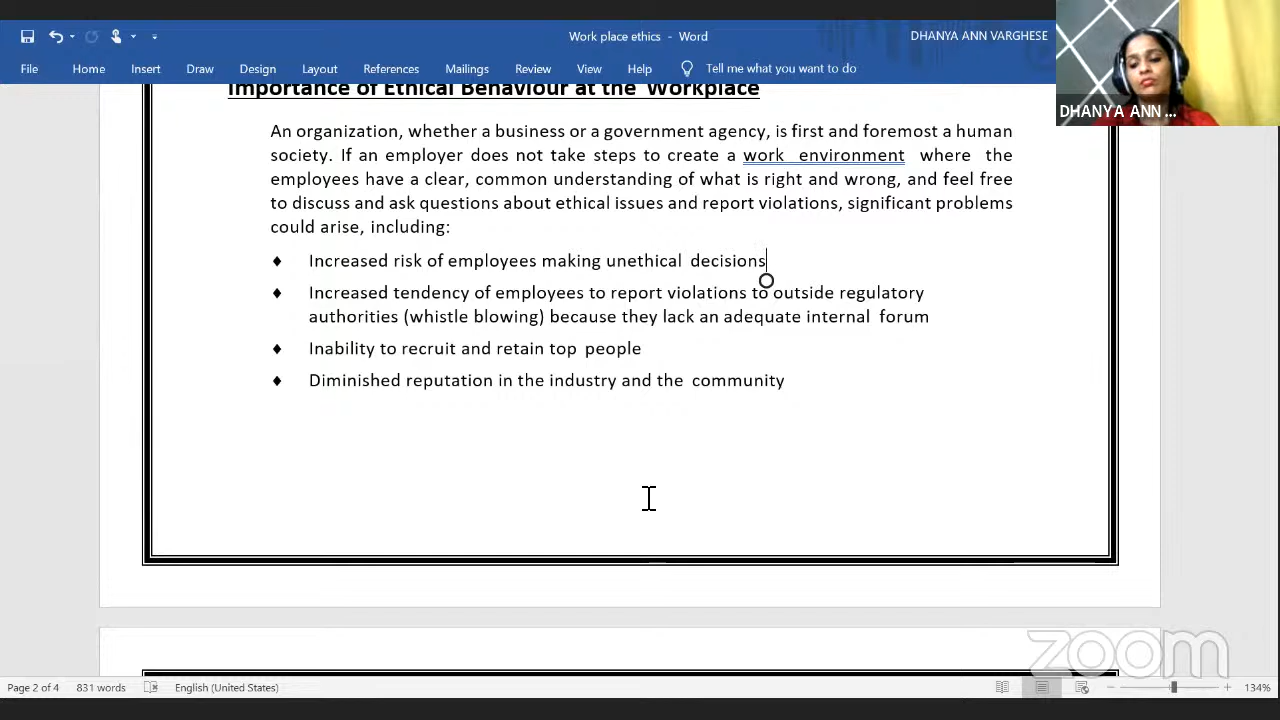 Work place ethics - Word
DHANYA ANN VARGHESE
File Home Insert Draw Design Layout References Mailings Review View Help Tell me what you want to do
DHANYA ANN ...
Importance of Ethical Behaviour at the Workplace
An organization, whether a business or a government agency, is first and foremost a human
society. If an employer does not take steps to create a work environment where the
employees have a clear, common understanding of what is right and wrong, and feel free
to discuss and ask questions about ethical issues and report violations, significant problems
could arise, including:
♦ Increased risk of employees making unethical decisions
♦ Increased tendency of employees to report violations to outside regulatory
authorities (whistle blowing) because they lack an adequate internal forum
♦ Inability to recruit and retain top people
♦ Diminished reputation in the industry and the community
zoom
Page 2 of 4 831 words English (United States) 134%